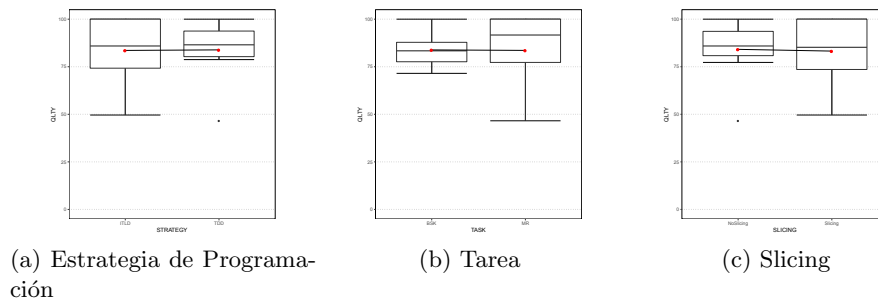 100
75
50
25
0
QLTY
ITLD
TDD
STRATEGY
100
75
50
25
0
QLTY
BSK
MR
TASK
100
75
50
25
0
QLTY
NoSlicing
Slicing
SLICING
(a) Estrategia de Programa-
ción
(b) Tarea
(c) Slicing